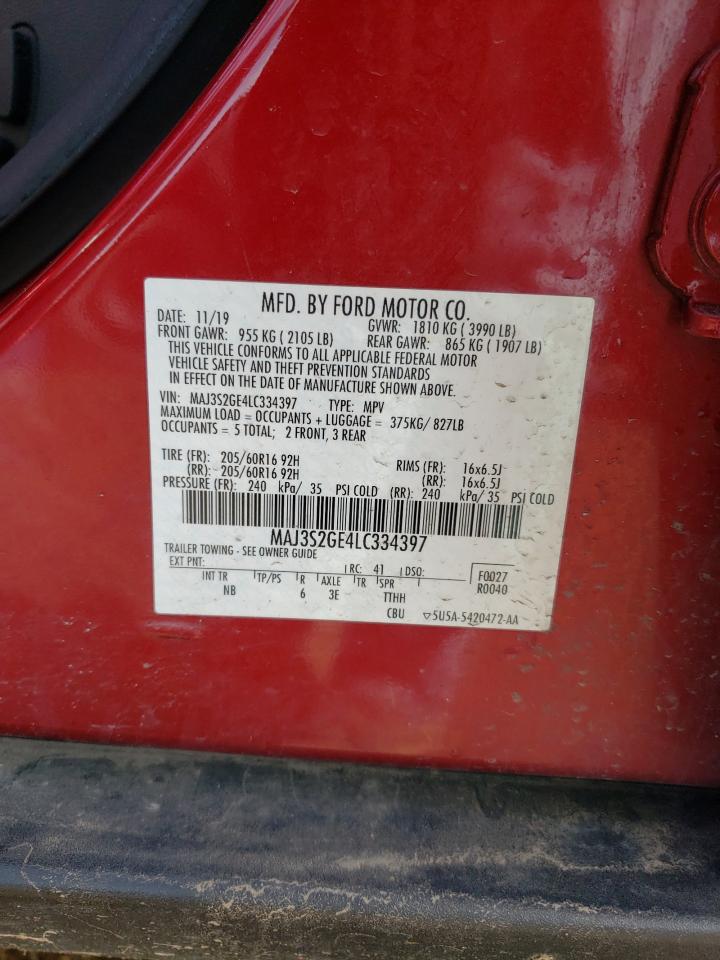 MFD. BY FORD MOTOR CO.
DATE: 11/19 GVWR: 1810 KG ( 3990 LB)
FRONT GAWR: 955 KG ( 2105 LB) REAR GAWR: 865 KG ( 1907 LB)
THIS VEHICLE CONFORMS TO ALL APPLICABLE FEDERAL MOTOR
VEHICLE SAFETY AND THEFT PREVENTION STANDARDS
IN EFFECT ON THE DATE OF MANUFACTURE SHOWN ABOVE.
VIN: MAJ3S2GE4LC334397 TYPE: MPV
MAXIMUM LOAD = OCCUPANTS + LUGGAGE = 375KG/ 827LB
OCCUPANTS = 5 TOTAL; 2 FRONT, 3 REAR
TIRE (FR): 205/60R16 92H RIMS (FR): 16x6.5J
(RR): 205/60R16 92H (RR): 16x6.5J
PRESSURE (FR): 240 kPa/ 35 PSI COLD (RR): 240 kPa/ 35 PSI COLD
MAJ3S2GE4LC334397
TRAILER TOWING - SEE OWNER GUIDE
EXT PNT: RC: 41 DSO: F0027
INT TR TP/PS R AXLE TR SPR R0040
NB 6 3E TTHH
CBU 5U5A-5420472-AA